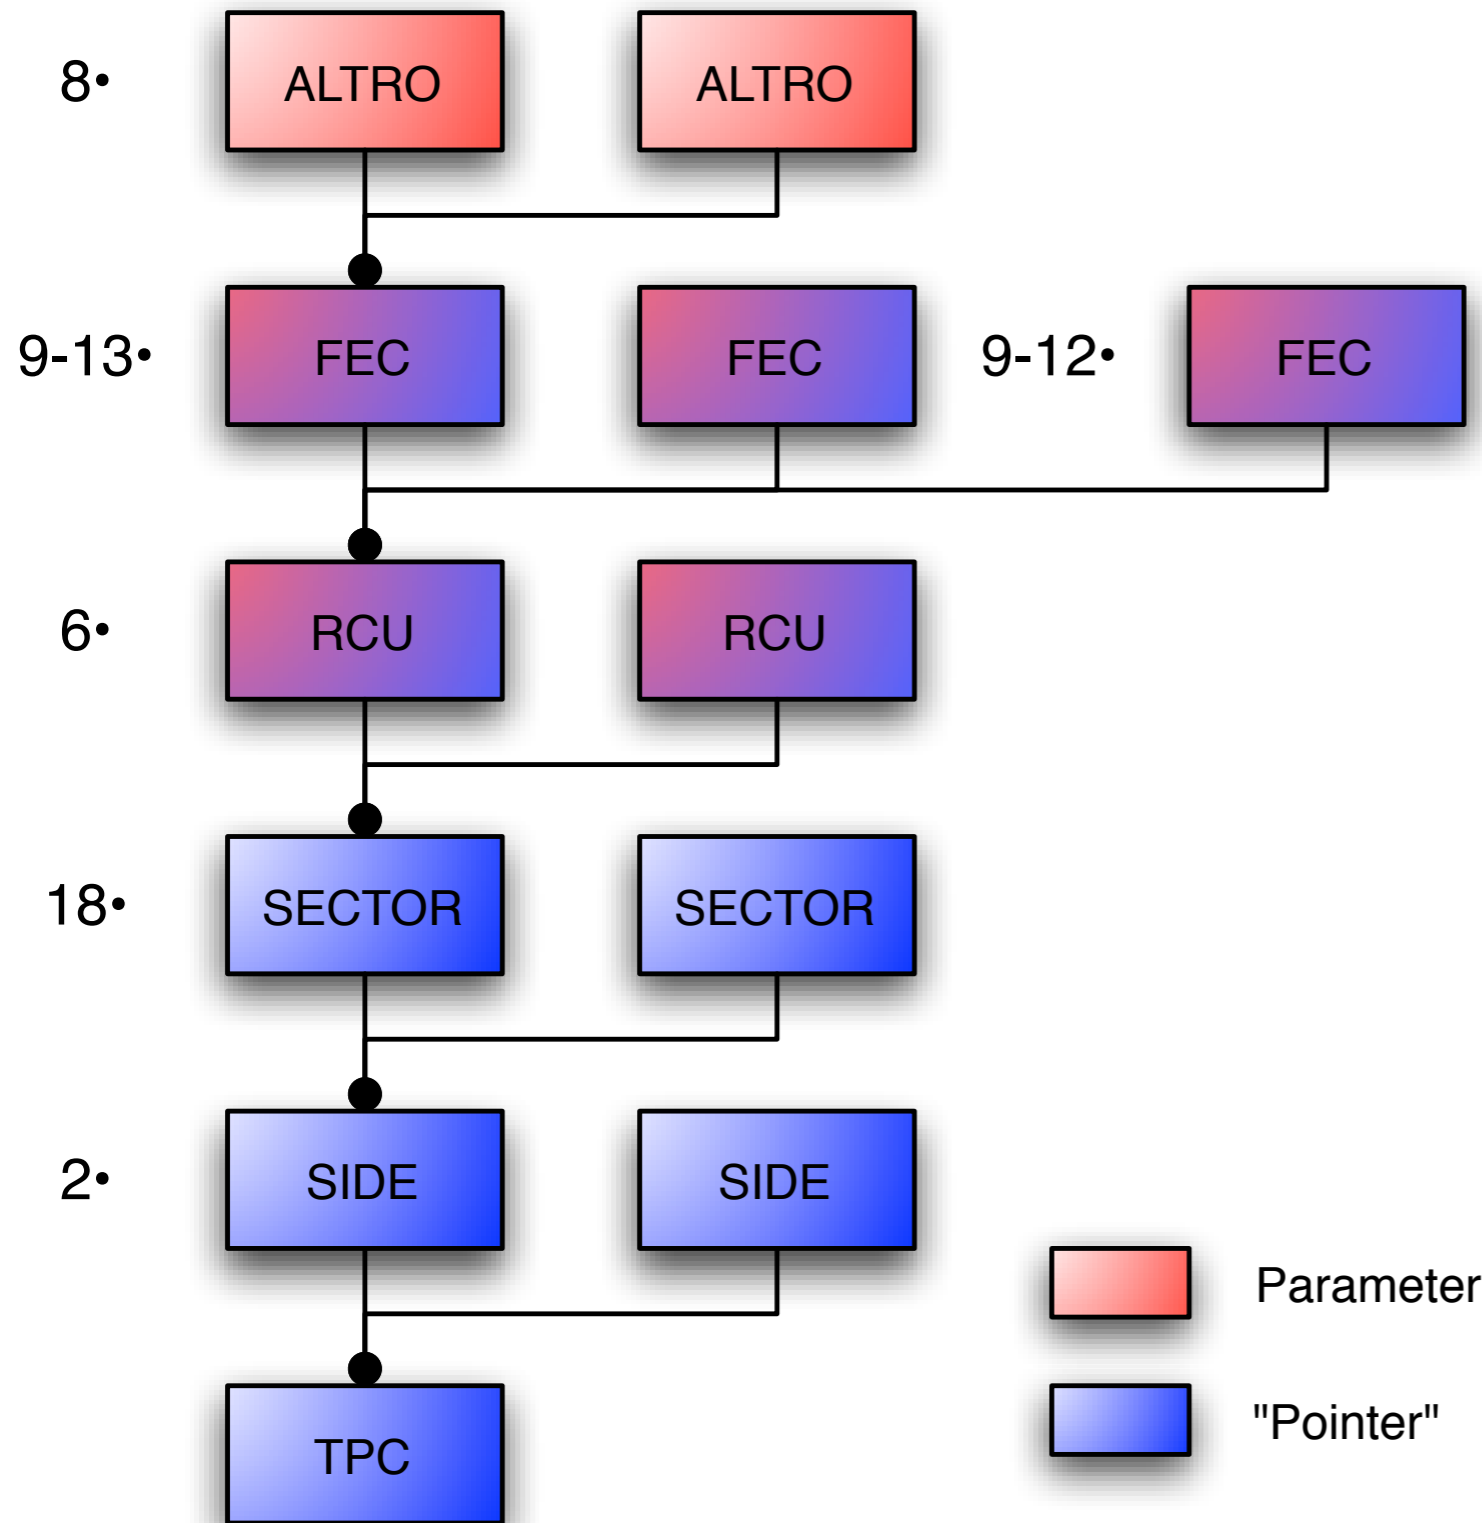 8• ALTRO ALTRO
9-13• FEC FEC 9-12• FEC
6• RCU RCU
18• SECTOR SECTOR
2• SIDE SIDE
Parameter
"Pointer"
TPC